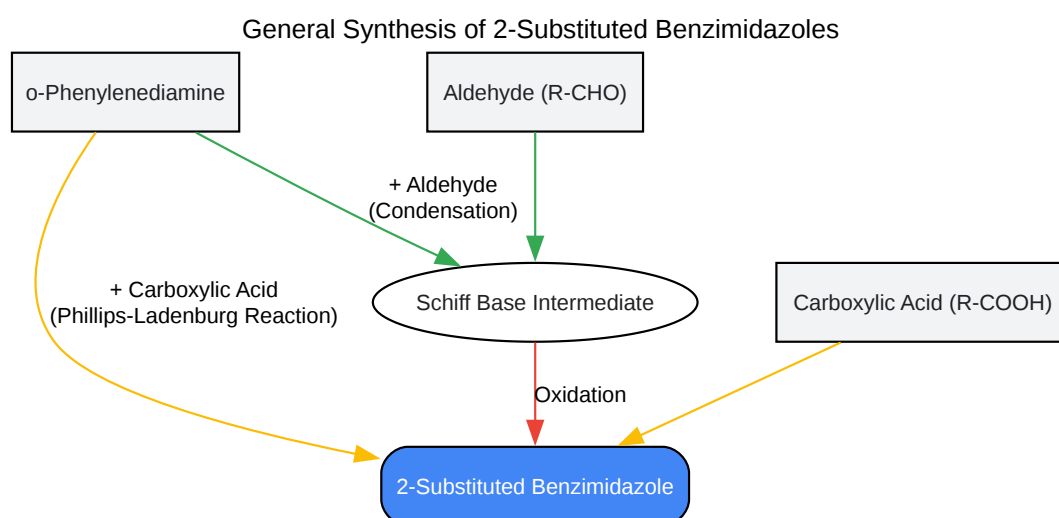 General Synthesis of 2-Substituted Benzimidazoles
o-Phenylenediamine
Aldehyde (R-CHO)
+ Aldehyde
(Condensation)
+ Carboxylic Acid
(Phillips-Ladenburg Reaction)
Schiff Base Intermediate
Carboxylic Acid (R-COOH)
Oxidation
2-Substituted Benzimidazole